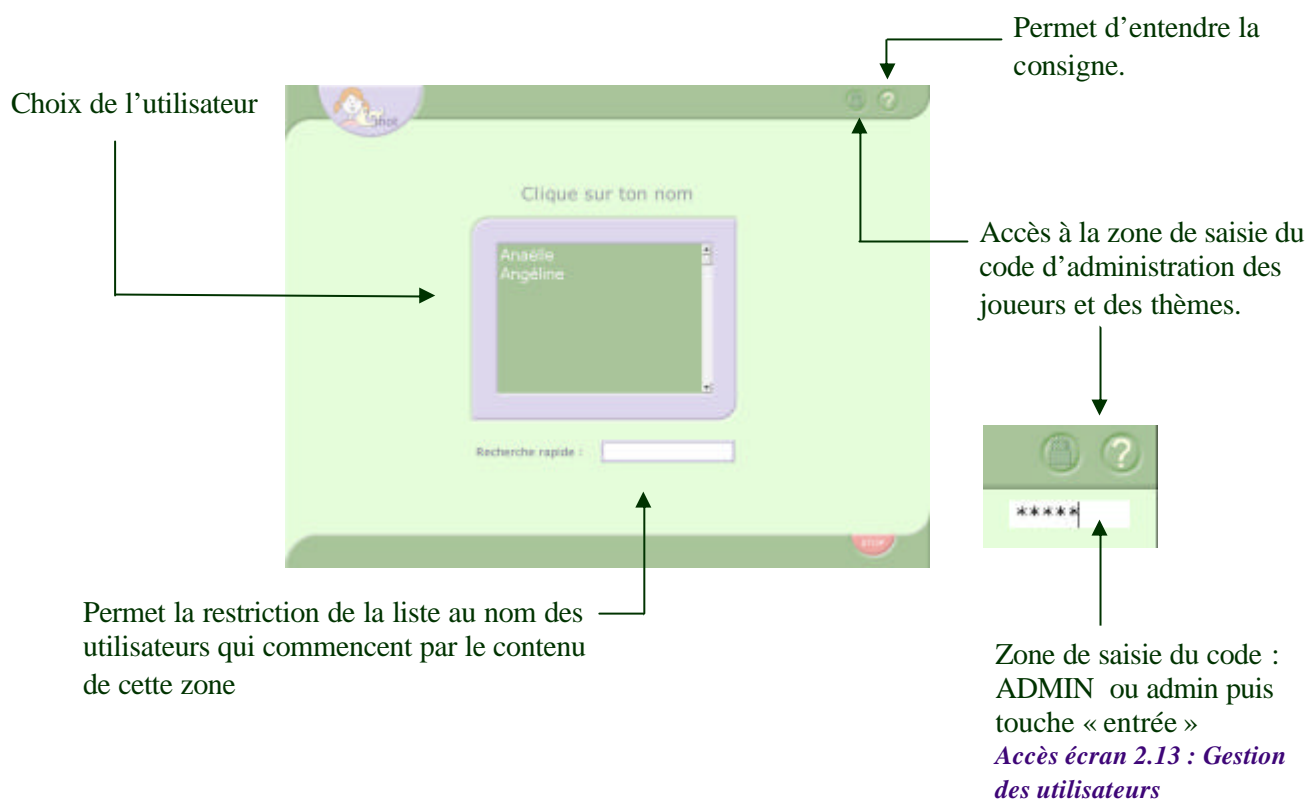 Permet d’entendre la
consigne.
Choix de l’utilisateur
Clique sur ton nom
Anaëlle
Angéline
Accès à la zone de saisie du
code d’administration des
joueurs et des thèmes.
?
Recherche rapide :
*****
STOP
Permet la restriction de la liste au nom des
utilisateurs qui commencent par le contenu
de cette zone
Zone de saisie du code :
ADMIN ou admin puis
touche « entrée »
Accès écran 2.13 : Gestion
des utilisateurs